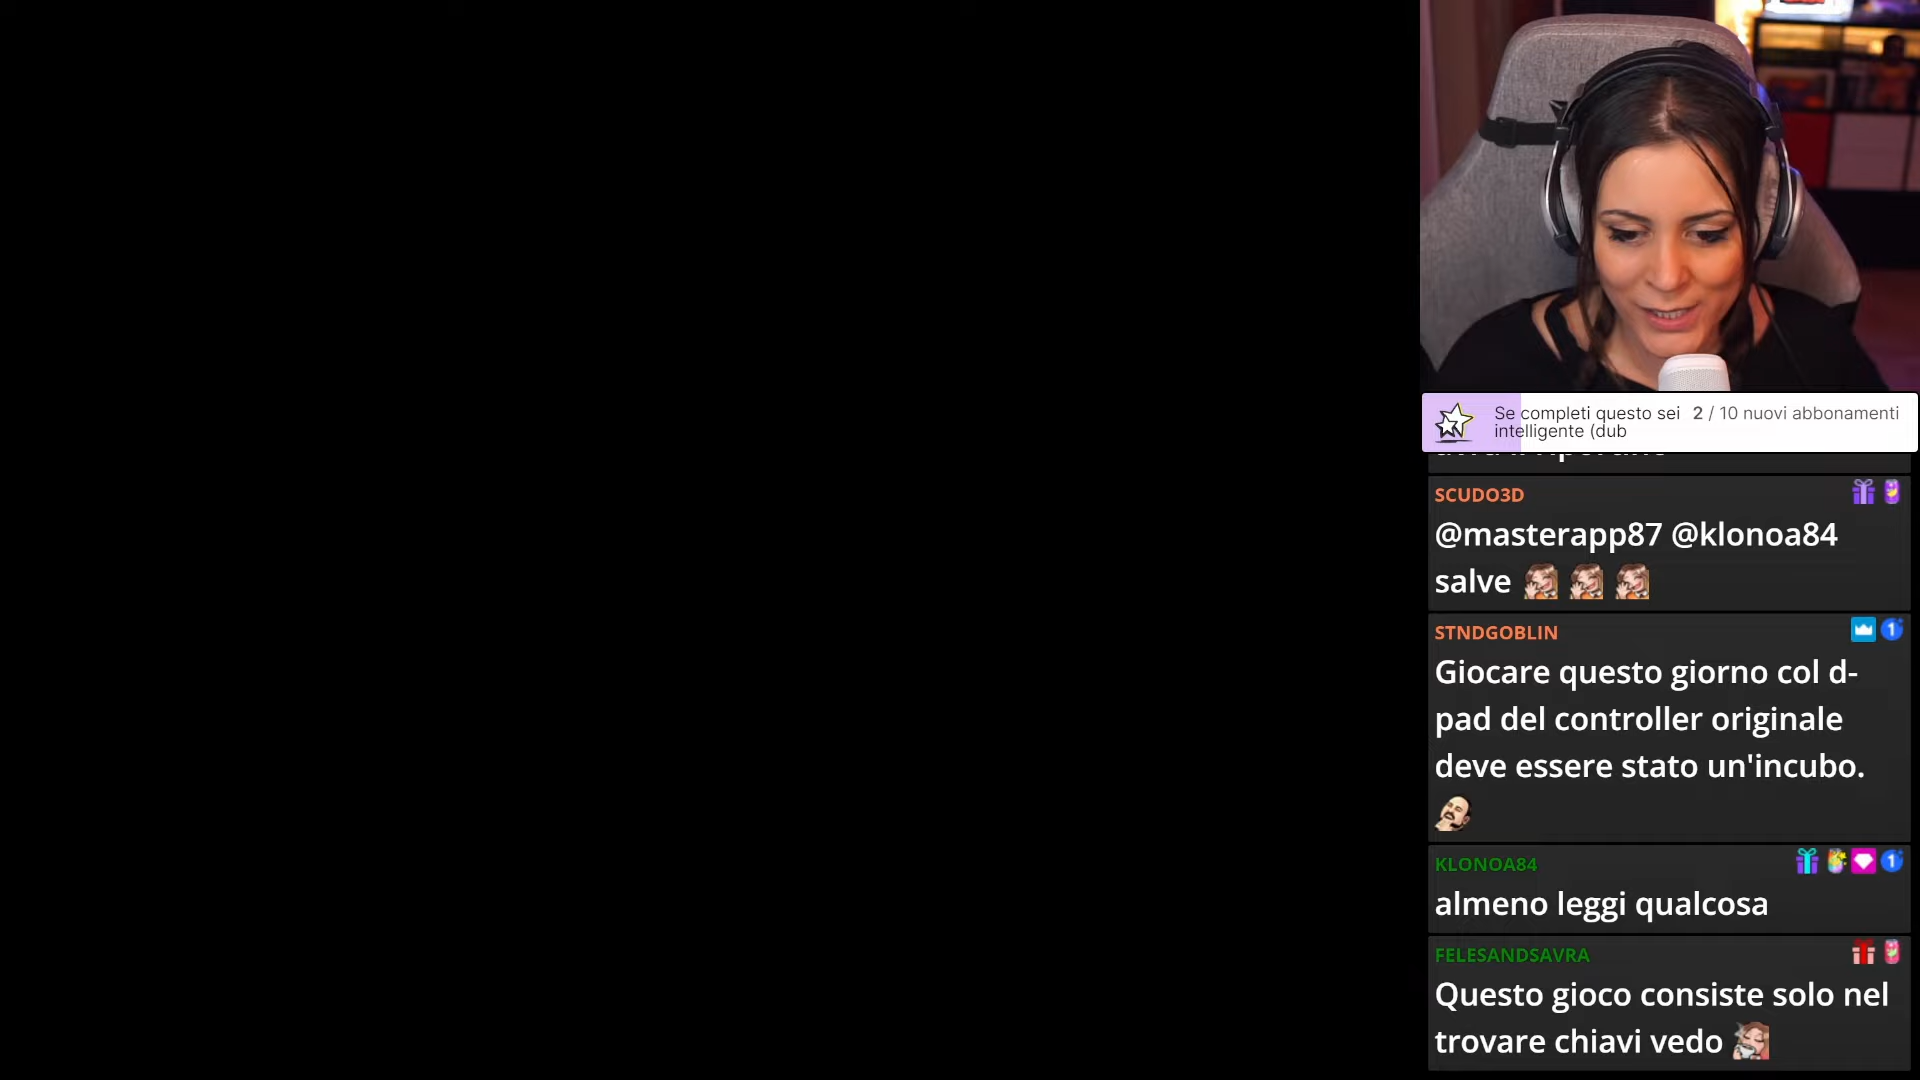 Se completi questo sei 2 / 10 nuovi abbonamenti
intelligente (dub
SCUDO3D
@masterapp87 @klonoa84
salve
STNDGOBLIN
1
Giocare questo giorno col d-
pad del controller originale
deve essere stato un'incubo.
KLONOA84
1
almeno leggi qualcosa
FELESANDSAVRA
Questo gioco consiste solo nel
trovare chiavi vedo